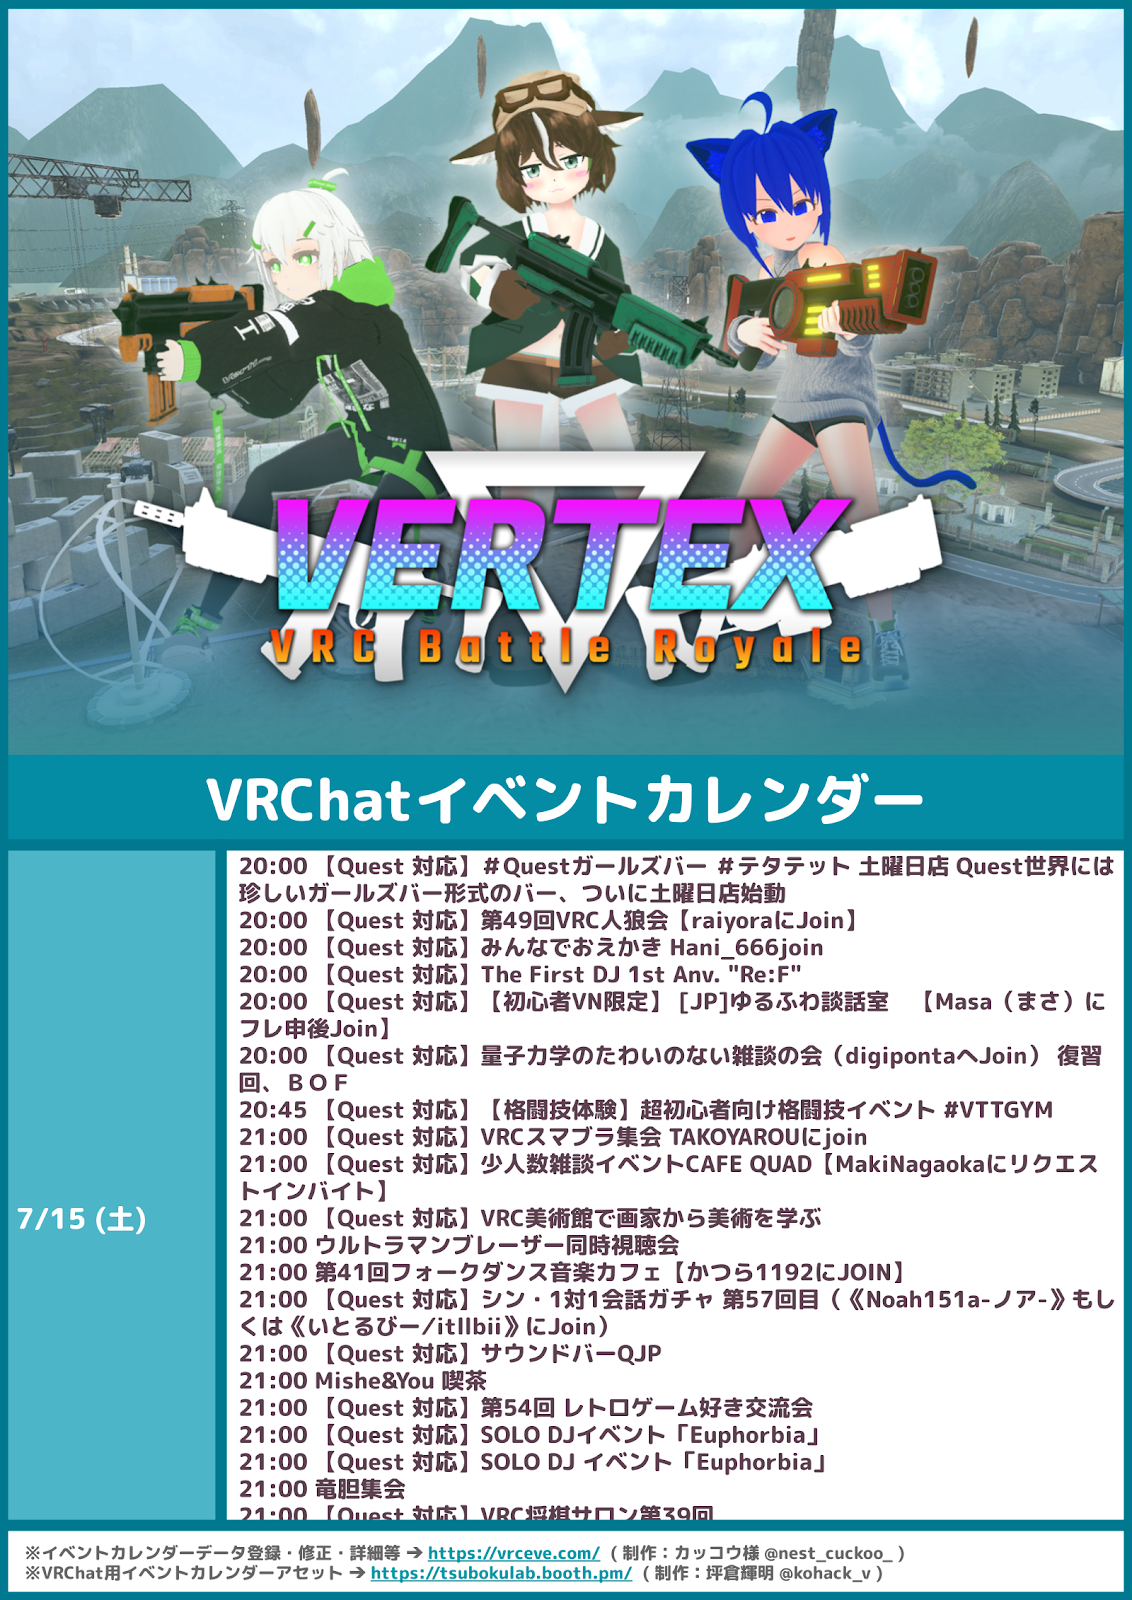 VERTEX
VRC Battle Royale
VRChatイベントカレンダー
7/15 (土)
20:00 【Quest 対応】＃Questガールズバー ＃テタテット 土曜日店 Quest世界には
珍しいガールズバー形式のバー、ついに土曜日店始動
20:00 【Quest 対応】第49回VRC人狼会【raiyoraにJoin】
20:00 【Quest 対応】みんなでおえかき Hani_666join
20:00 【Quest 対応】The First DJ 1st Anv. "Re:F"
20:00 【Quest 対応】【初心者VN限定】 [JP]ゆるふわ談話室　【Masa（まさ）に
フレ申後Join】
20:00 【Quest 対応】量子力学のたわいのない雑談の会（digipontaへJoin） 復習
回、ＢＯＦ
20:45 【Quest 対応】【格闘技体験】超初心者向け格闘技イベント #VTTGYM
21:00 【Quest 対応】VRCスマブラ集会 TAKOYAROUにjoin
21:00 【Quest 対応】少人数雑談イベントCAFE QUAD【MakiNagaokaにリクエス
トインバイト】
21:00 【Quest 対応】VRC美術館で画家から美術を学ぶ
21:00 ウルトラマンブレーザー同時視聴会
21:00 第41回フォークダンス音楽カフェ【かつら1192にJOIN】
21:00 【Quest 対応】シン・1対1会話ガチャ 第57回目（《Noah151a-ノア-》もし
くは《いとるびー/itllbii》にJoin）
21:00 【Quest 対応】サウンドバーQJP
21:00 Mishe&You 喫茶
21:00 【Quest 対応】第54回 レトロゲーム好き交流会
21:00 【Quest 対応】SOLO DJイベント「Euphorbia」
21:00 【Quest 対応】SOLO DJ イベント「Euphorbia」
21:00 竜胆集会
21:00 【Quest 対応】VRC将棋サロン第39回
※イベントカレンダーデータ登録・修正・詳細等 ➔ https://vrceve.com/ ( 制作：カッコウ様 @nest_cuckoo_ )
※VRChat用イベントカレンダーアセット ➔ https://tsubokulab.booth.pm/ ( 制作：坪倉輝明 @kohack_v )